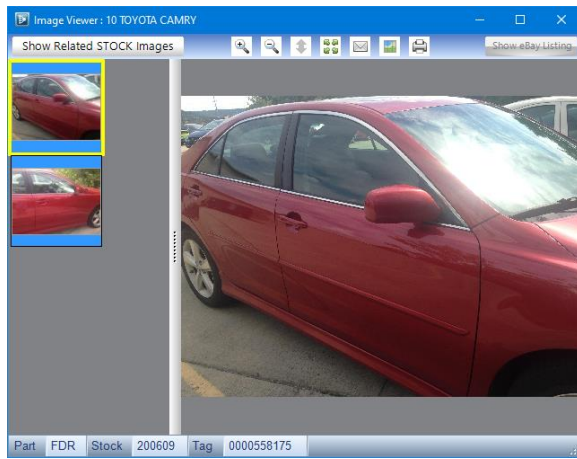 Image Viewer : 10 TOYOTA CAMRY
Show Related STOCK Images
Show eBay Listing
Part FDR Stock 200609 Tag 0000558175